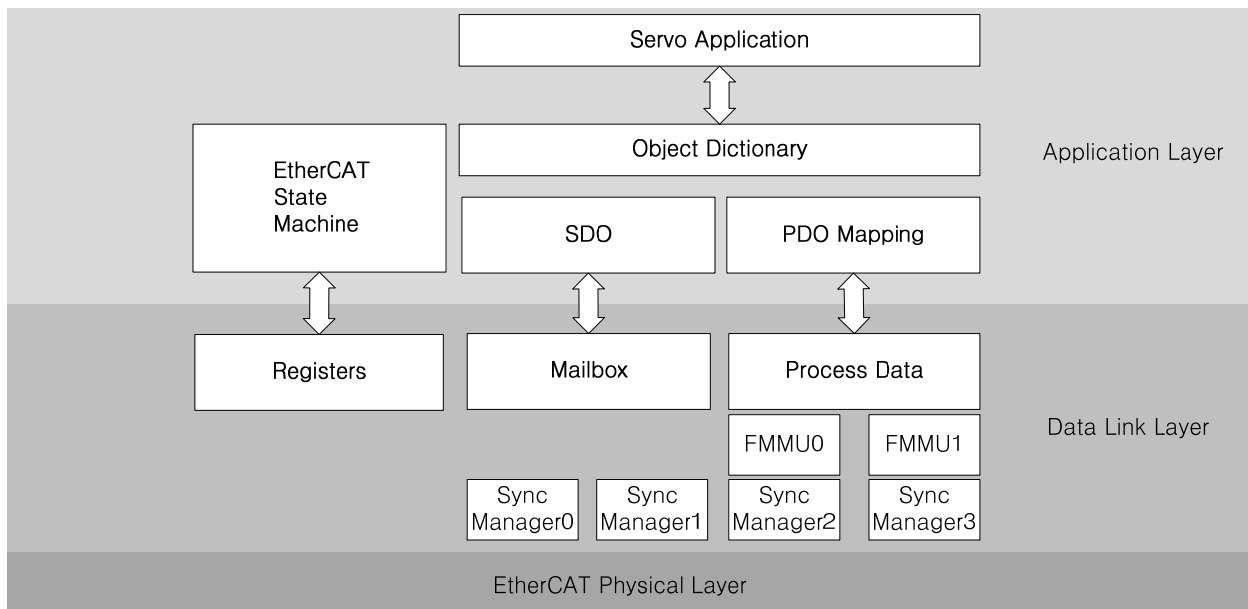 Servo Application
Object Dictionary
Application Layer
EtherCAT
State
Machine
SDO
PDO Mapping
Registers
Mailbox
Process Data
Data Link Layer
FMMU0
FMMU1
Sync
Manager0
Sync
Manager1
Sync
Manager2
Sync
Manager3
EtherCAT Physical Layer